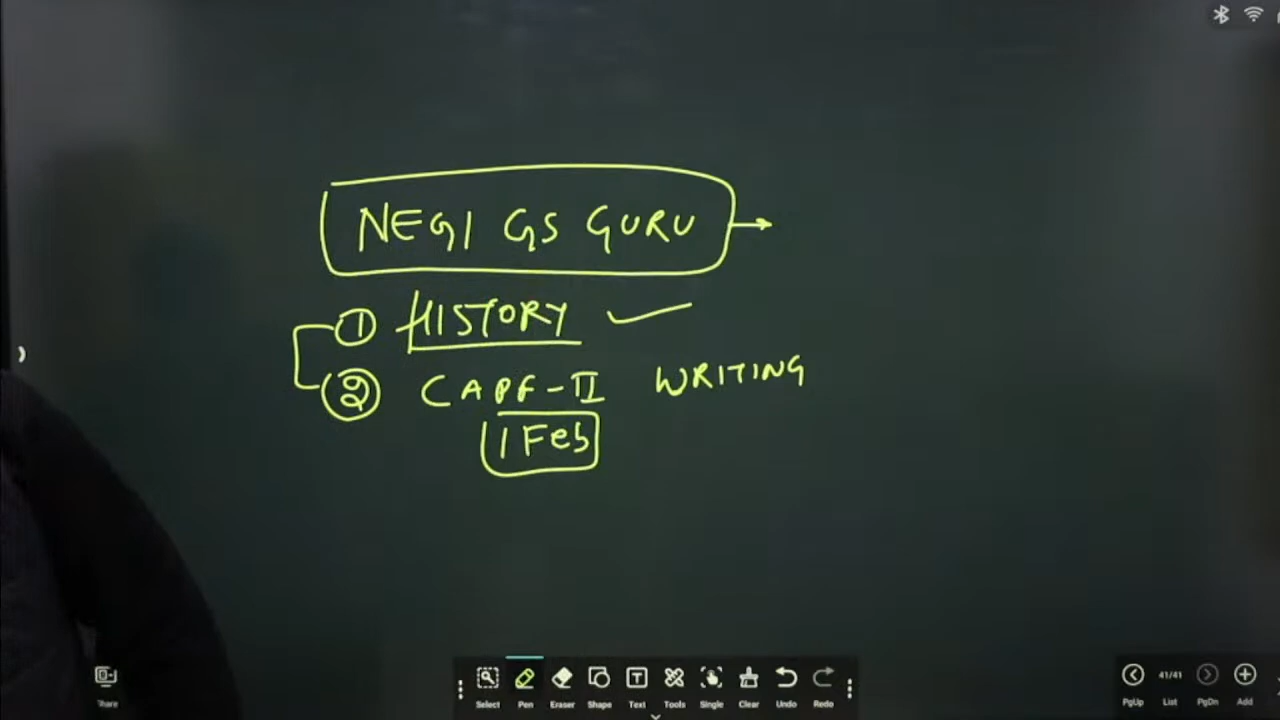 NEGI GS GURU →
① HISTORY ✓
② CAPF-II WRITING
1 Feb
Share
Select Pen Eraser Shape Text Tools Single Clear Undo Redo
41/41
PgUp List PgDn Add